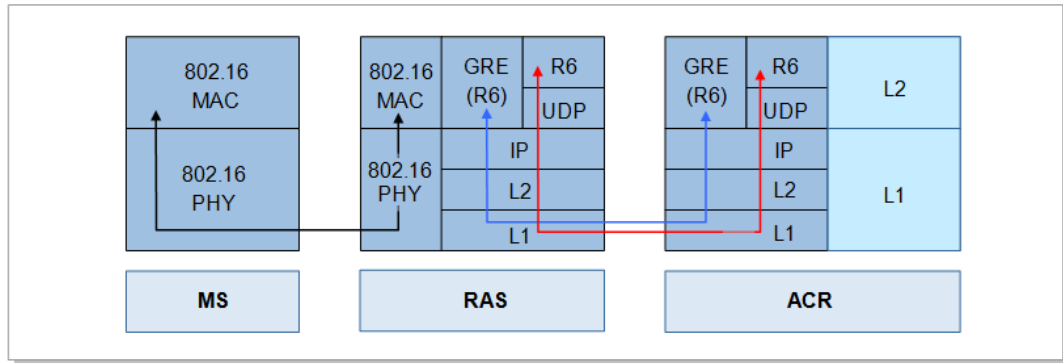 802.16
MAC
802.16
PHY
MS
802.16
MAC
GRE
(R6)
R6
UDP
802.16
PHY
IP
L2
L1
RAS
GRE
(R6)
R6
UDP
IP
L2
L1
L2
L1
ACR